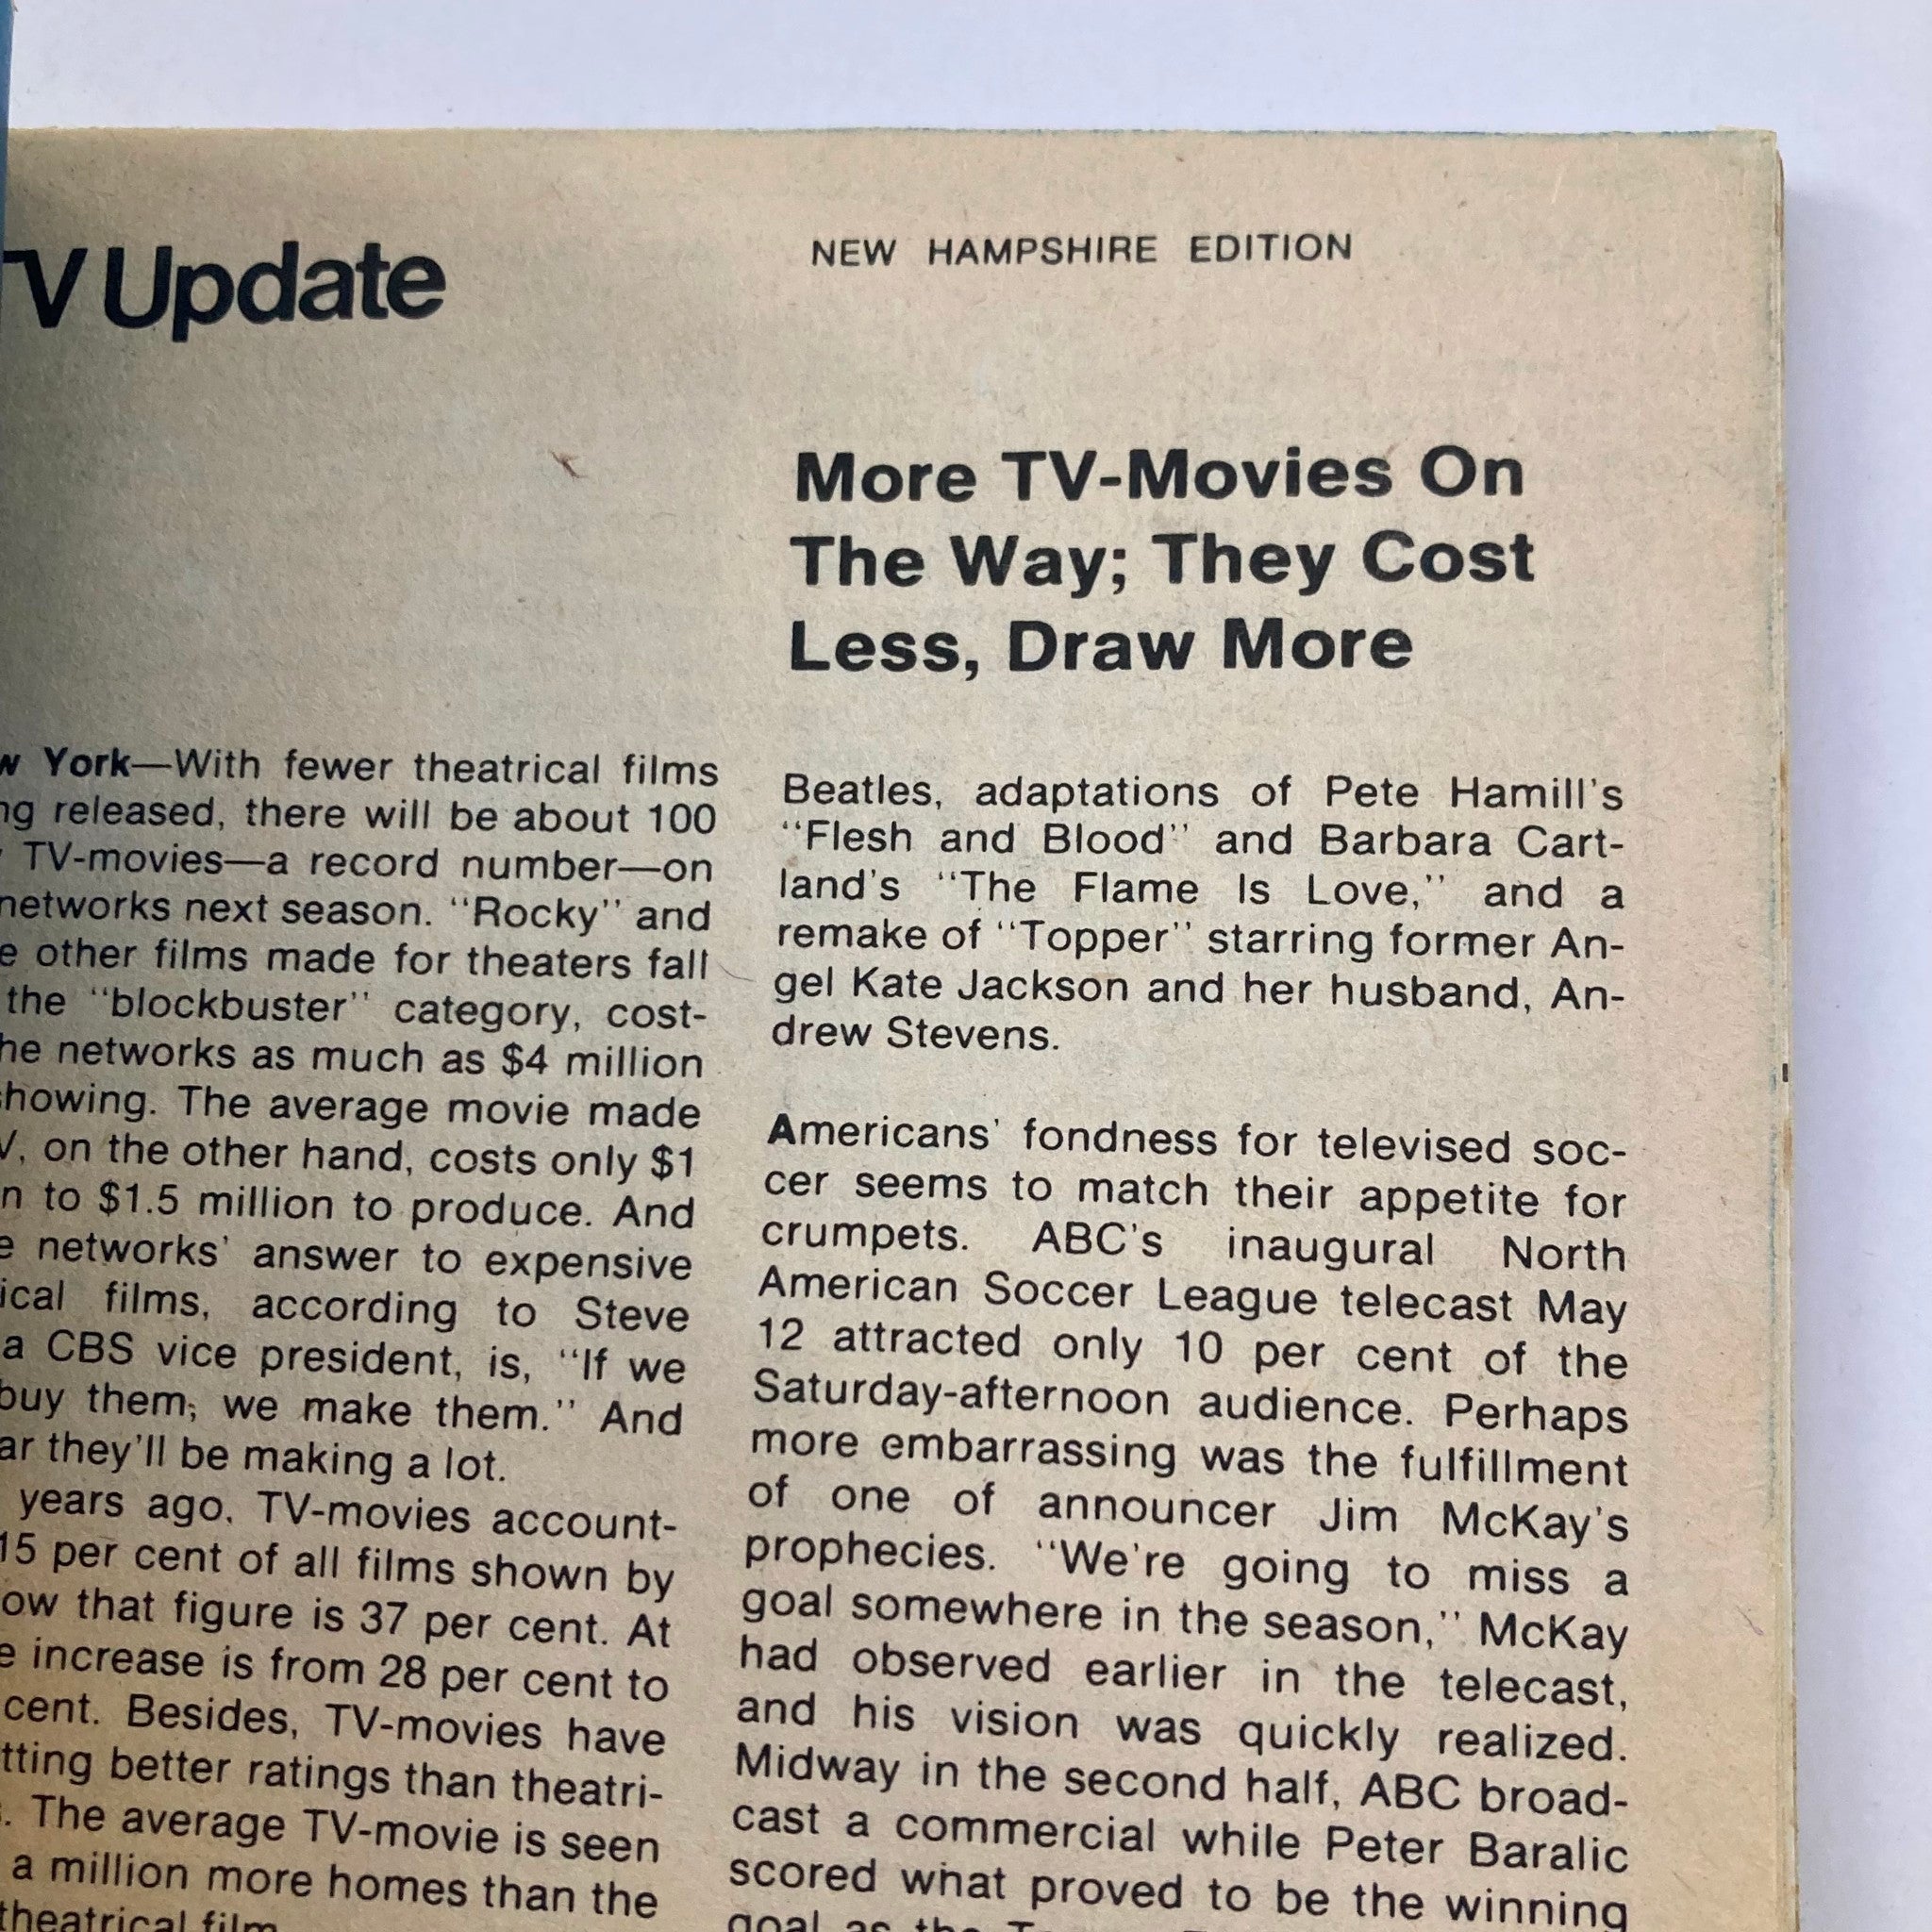 TV Update
NEW HAMPSHIRE EDITION
More TV-Movies On
The Way; They Cost
Less, Draw More
York—With fewer theatrical films
released, there will be about 100
TV-movies—a record number—on
networks next season. "Rocky" and
other films made for theaters fall
the "blockbuster" category, cost-
networks as much as $4 million
showing. The average movie made
on the other hand, costs only $1
to $1.5 million to produce. And
networks' answer to expensive
films, according to Steve
a CBS vice president, is, "If we
buy them, we make them." And
they'll be making a lot.
years ago, TV-movies account-
15 per cent of all films shown by
that figure is 37 per cent. At
increase is from 28 per cent to
cent. Besides, TV-movies have
better ratings than theatri-
The average TV-movie is seen
a million more homes than the
theatrical film.
Beatles, adaptations of Pete Hamill's
"Flesh and Blood" and Barbara Cart-
land's "The Flame Is Love," and a
remake of "Topper" starring former An-
gel Kate Jackson and her husband, An-
drew Stevens.
Americans' fondness for televised soc-
cer seems to match their appetite for
crumpets. ABC's inaugural North
American Soccer League telecast May
12 attracted only 10 per cent of the
Saturday-afternoon audience. Perhaps
more embarrassing was the fulfillment
of one of announcer Jim McKay's
prophecies. "We're going to miss a
goal somewhere in the season," McKay
had observed earlier in the telecast,
and his vision was quickly realized.
Midway in the second half, ABC broad-
cast a commercial while Peter Baralic
scored what proved to be the winning
goal as the